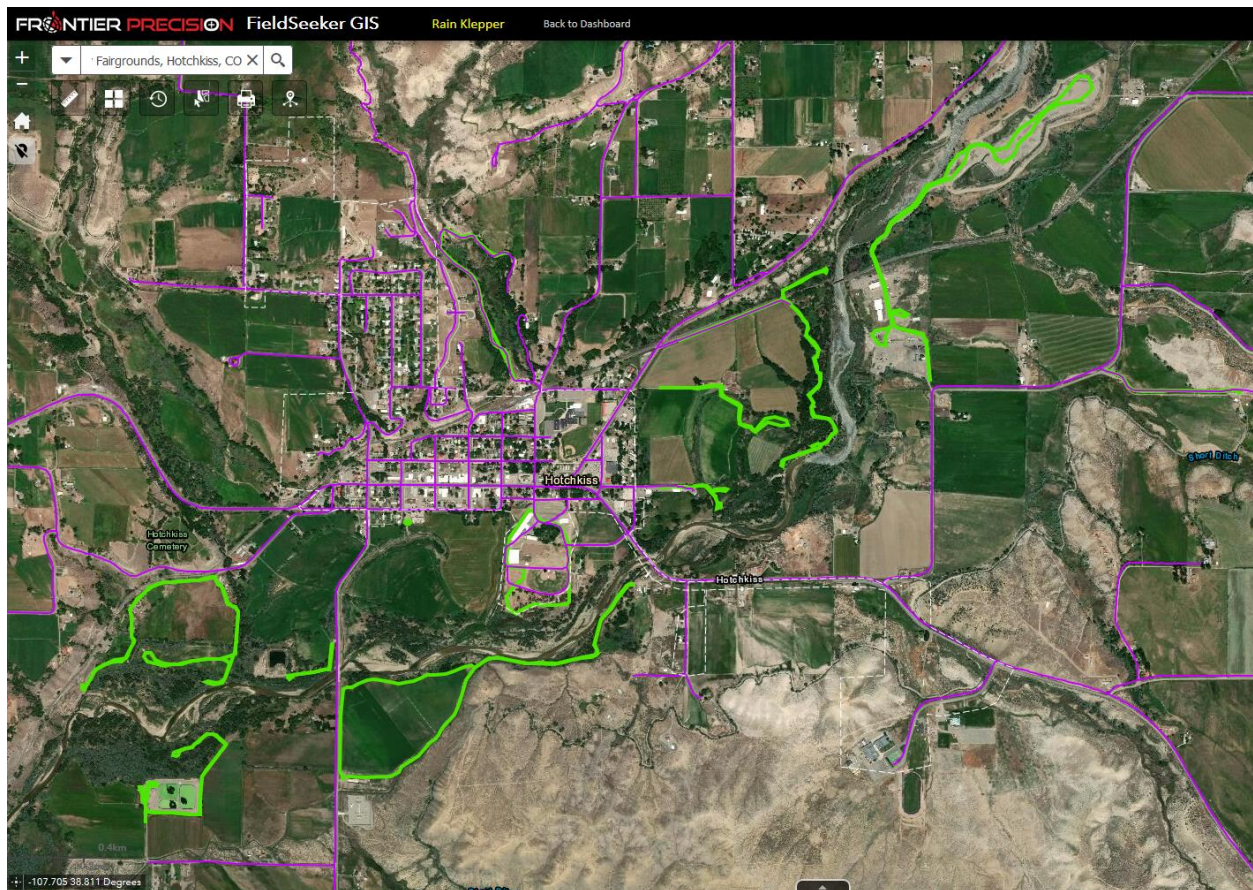 FRONTIER PRECISION FieldSeeker GIS Rain Klepper Back to Dashboard
Fairgrounds, Hotchkiss, CO
Short Ditch
Hotchkiss
Hotchkiss
Cemetery
Hotchkiss
0.4km
-107.705 38.811 Degrees